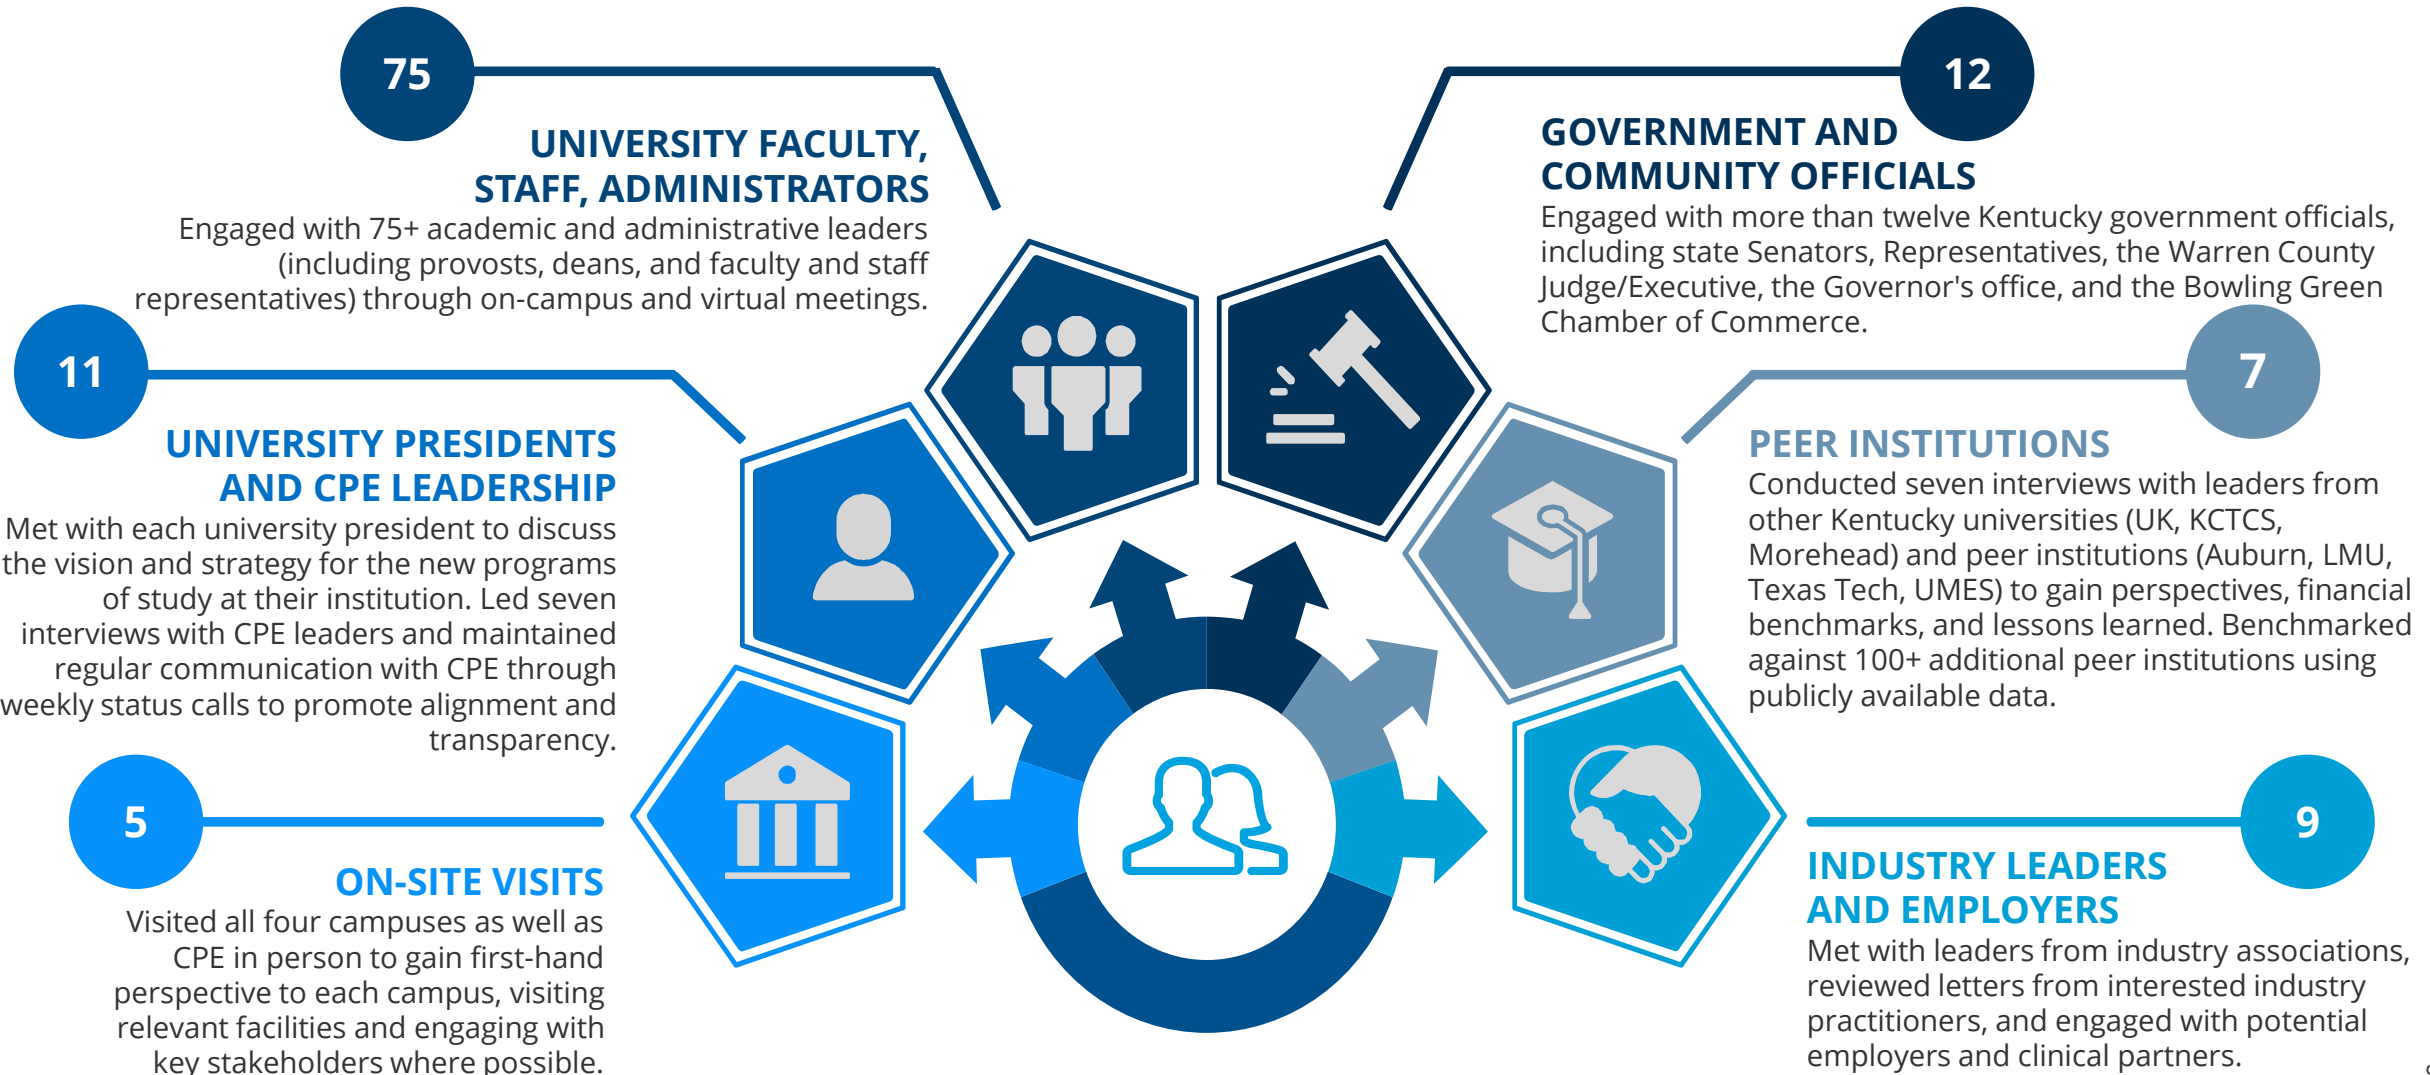 75
UNIVERSITY FACULTY,
STAFF, ADMINISTRATORS
Engaged with 75+ academic and administrative leaders
(including provosts, deans, and faculty and staff
representatives) through on-campus and virtual meetings.
11
UNIVERSITY PRESIDENTS
AND CPE LEADERSHIP
Met with each university president to discuss
the vision and strategy for the new programs
of study at their institution. Led seven
interviews with CPE leaders and maintained
regular communication with CPE through
weekly status calls to promote alignment and
transparency.
5
ON-SITE VISITS
Visited all four campuses as well as
CPE in person to gain first-hand
perspective to each campus, visiting
relevant facilities and engaging with
key stakeholders where possible.
12
GOVERNMENT AND
COMMUNITY OFFICIALS
Engaged with more than twelve Kentucky government officials,
including state Senators, Representatives, the Warren County
Judge/Executive, the Governor's office, and the Bowling Green
Chamber of Commerce.
7
PEER INSTITUTIONS
Conducted seven interviews with leaders from
other Kentucky universities (UK, KCTCS,
Morehead) and peer institutions (Auburn, LMU,
Texas Tech, UMES) to gain perspectives, financial
benchmarks, and lessons learned. Benchmarked
against 100+ additional peer institutions using
publicly available data.
9
INDUSTRY LEADERS
AND EMPLOYERS
Met with leaders from industry associations,
reviewed letters from interested industry
practitioners, and engaged with potential
employers and clinical partners.